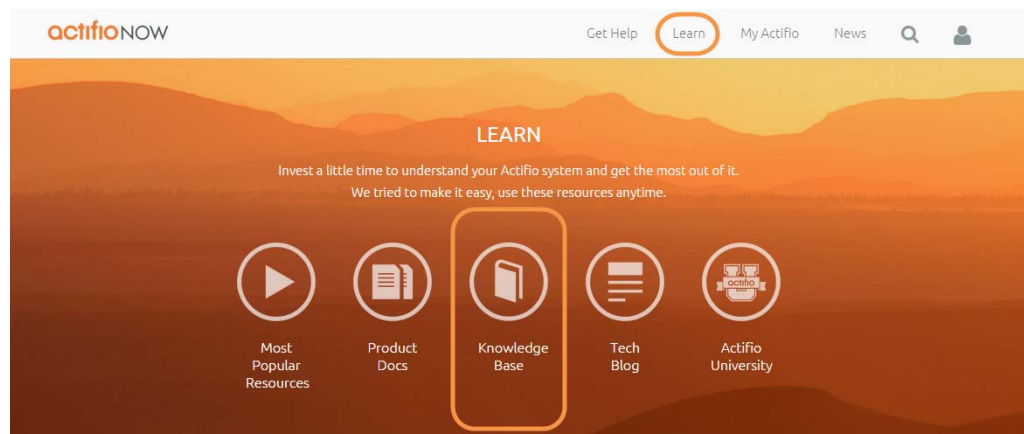 actifioNOW
Get Help Learn My Actifio News
LEARN
Invest a little time to understand your Actifio system and get the most out of it.
We tried to make it easy, use these resources anytime.
actifio
Most
Popular
Resources
Product
Docs
Knowledge
Base
Tech
Blog
Actifio
University